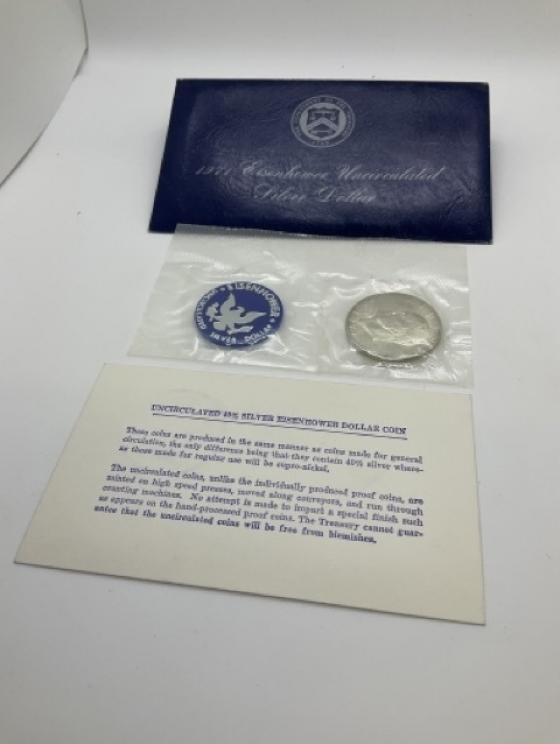 1971 Eisenhower Uncirculated
Silver Dollar
EISENHOWER
UNCIRCULATED
SILVER DOLLAR
UNCIRCULATED 40% SILVER EISENHOWER DOLLAR COIN
These coins are produced in the same manner as coins made for general
circulation, the only difference being that they contain 40% silver where-
as those made for regular use will be cupro-nickel.
The uncirculated coins, unlike the individually produced proof coins, are
minted on high speed presses, moved along conveyors, and run through
counting machines. No attempt is made to impart a special finish such
as appears on the hand-processed proof coins. The Treasury cannot guar-
antee that the uncirculated coins will be free from blemishes.